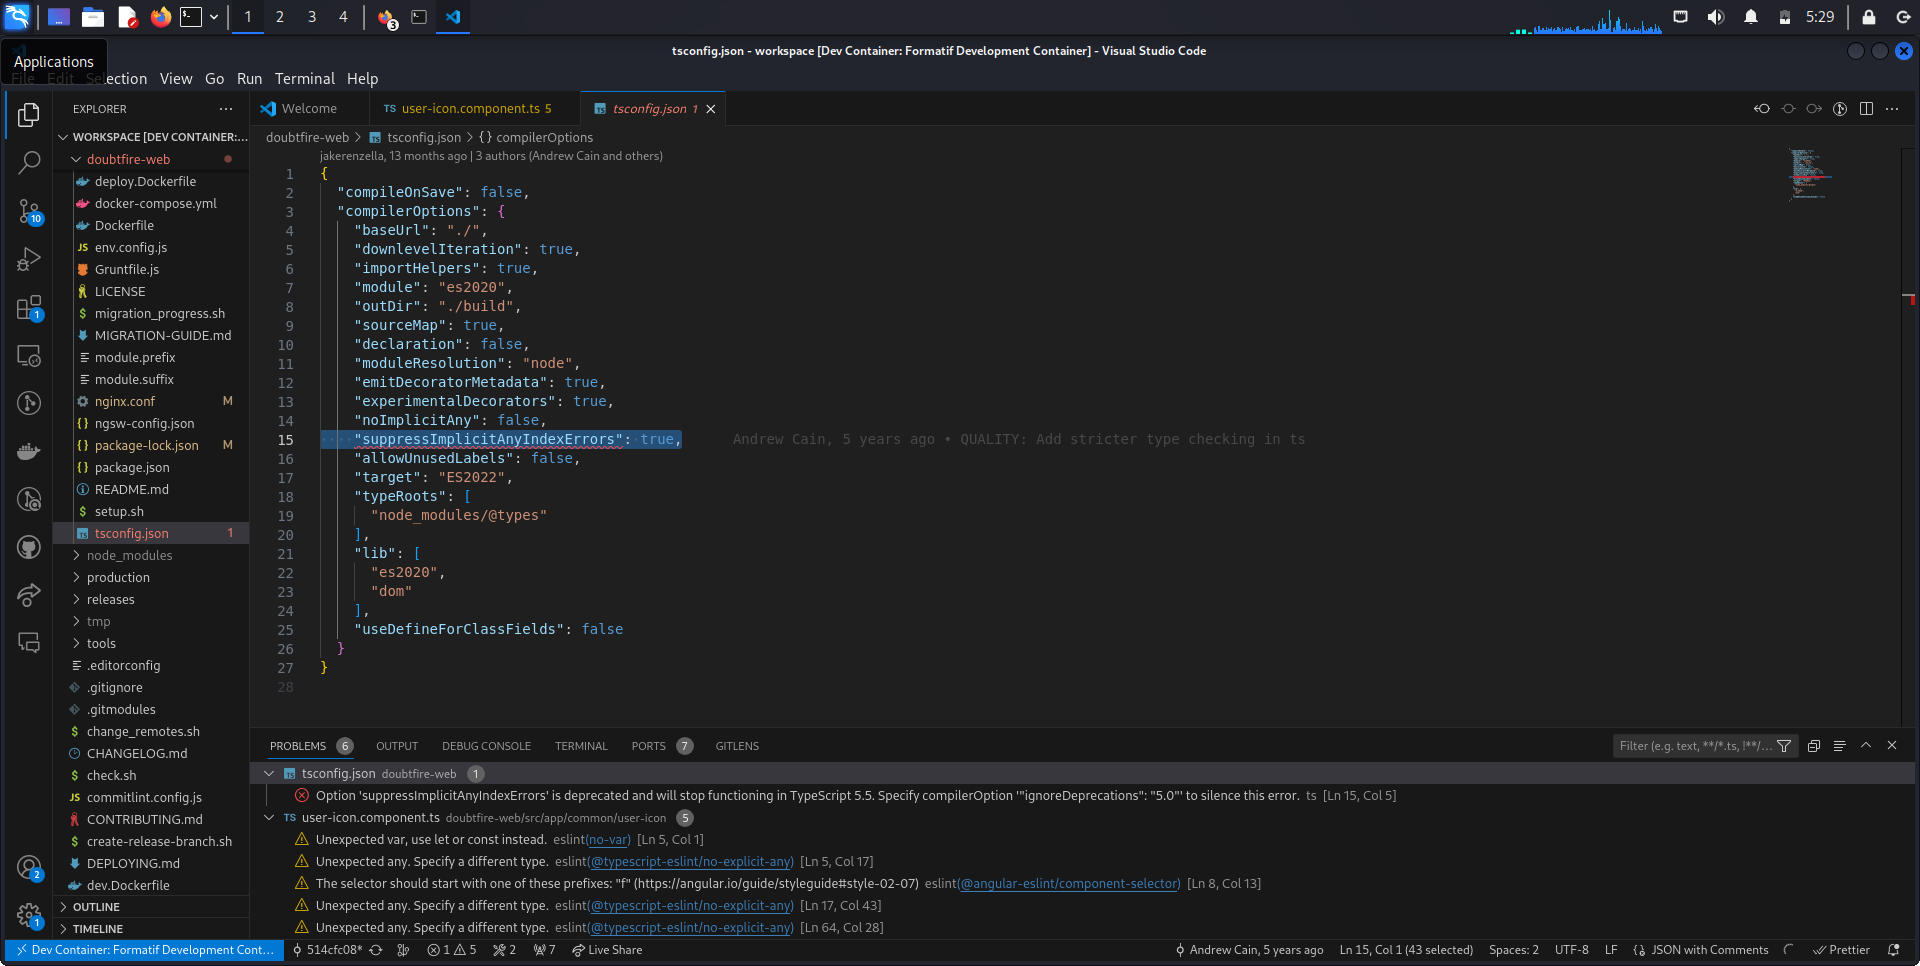 1 2 3 4 3 5:29
Applications
tsconfig.json - workspace [Dev Container: Formatif Development Container] - Visual Studio Code
File Edit Selection View Go Run Terminal Help
EXPLORER
Welcome
TS user-icon.component.ts 5
TS tsconfig.json 1
WORKSPACE [DEV CONTAINER:...
doubtfire-web > tsconfig.json > {} compilerOptions
doubtfire-web
deploy.Dockerfile
docker-compose.yml
Dockerfile
JS env.config.js
Gruntfile.js
LICENSE
$ migration_progress.sh
MIGRATION-GUIDE.md
module.prefix
module.suffix
nginx.conf M
{} ngsw-config.json
{} package-lock.json M
{} package.json
README.md
$ setup.sh
TS tsconfig.json 1
node_modules
production
releases
tmp
tools
.editorconfig
.gitignore
.gitmodules
$ change_remotes.sh
CHANGELOG.md
$ check.sh
JS commitlint.config.js
CONTRIBUTING.md
$ create-release-branch.sh
DEPLOYING.md
dev.Dockerfile
OUTLINE
TIMELINE
10
1
2
1
jakerenzella, 13 months ago | 3 authors (Andrew Cain and others)
1 {
2 "compileOnSave": false,
3 "compilerOptions": {
4 "baseUrl": "./",
5 "downlevelIteration": true,
6 "importHelpers": true,
7 "module": "es2020",
8 "outDir": "./build",
9 "sourceMap": true,
10 "declaration": false,
11 "moduleResolution": "node",
12 "emitDecoratorMetadata": true,
13 "experimentalDecorators": true,
14 "noImplicitAny": false,
15 "suppressImplicitAnyIndexErrors": true, Andrew Cain, 5 years ago • QUALITY: Add stricter type checking in ts
16 "allowUnusedLabels": false,
17 "target": "ES2022",
18 "typeRoots": [
19 "node_modules/@types"
20 ],
21 "lib": [
22 "es2020",
23 "dom"
24 ],
25 "useDefineForClassFields": false
26 }
27 }
28
PROBLEMS 6 OUTPUT DEBUG CONSOLE TERMINAL PORTS 7 GITLENS Filter (e.g. text, **/*.ts, !**/...
TS tsconfig.json doubtfire-web 1
Option 'suppressImplicitAnyIndexErrors' is deprecated and will stop functioning in TypeScript 5.5. Specify compilerOption '"ignoreDeprecations": "5.0"' to silence this error. ts [Ln 15, Col 5]
TS user-icon.component.ts doubtfire-web/src/app/common/user-icon 5
Unexpected var, use let or const instead. eslint(no-var) [Ln 5, Col 1]
Unexpected any. Specify a different type. eslint(@typescript-eslint/no-explicit-any) [Ln 5, Col 17]
The selector should start with one of these prefixes: "f" (https://angular.io/guide/styleguide#style-02-07) eslint(@angular-eslint/component-selector) [Ln 8, Col 13]
Unexpected any. Specify a different type. eslint(@typescript-eslint/no-explicit-any) [Ln 17, Col 43]
Unexpected any. Specify a different type. eslint(@typescript-eslint/no-explicit-any) [Ln 64, Col 28]
Dev Container: Formatif Development Cont... 514cfc08* 1 5 2 7 Live Share Andrew Cain, 5 years ago Ln 15, Col 1 (43 selected) Spaces: 2 UTF-8 LF {} JSON with Comments Prettier